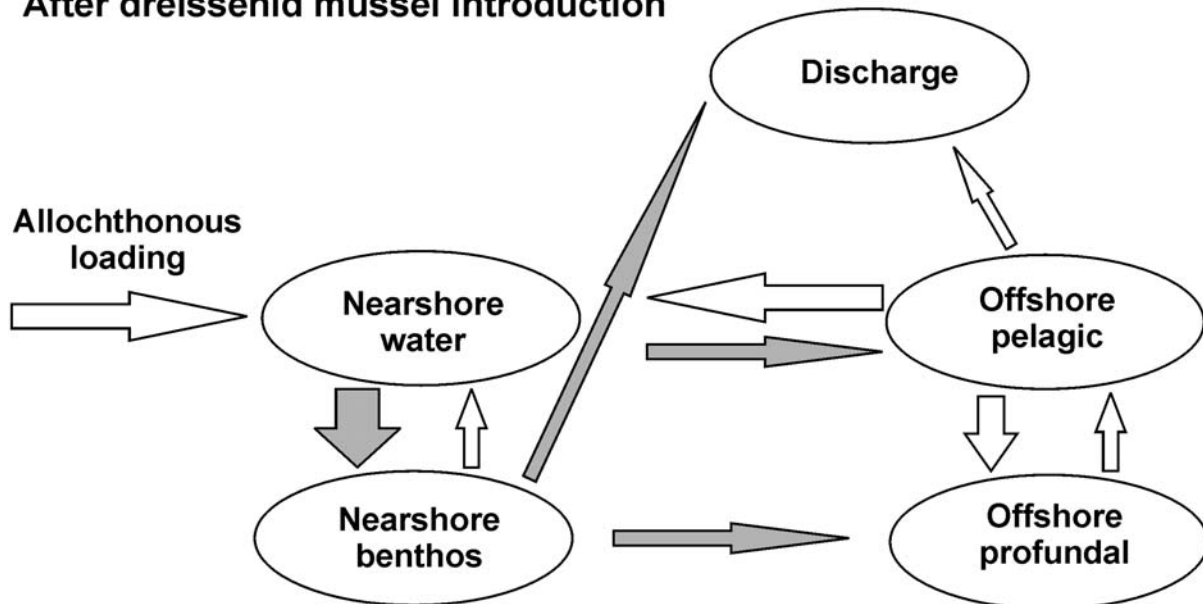 After dreissenid mussel introduction
Discharge
Allochthonous
loading
Nearshore
water
Offshore
pelagic
Nearshore
benthos
Offshore
profundal